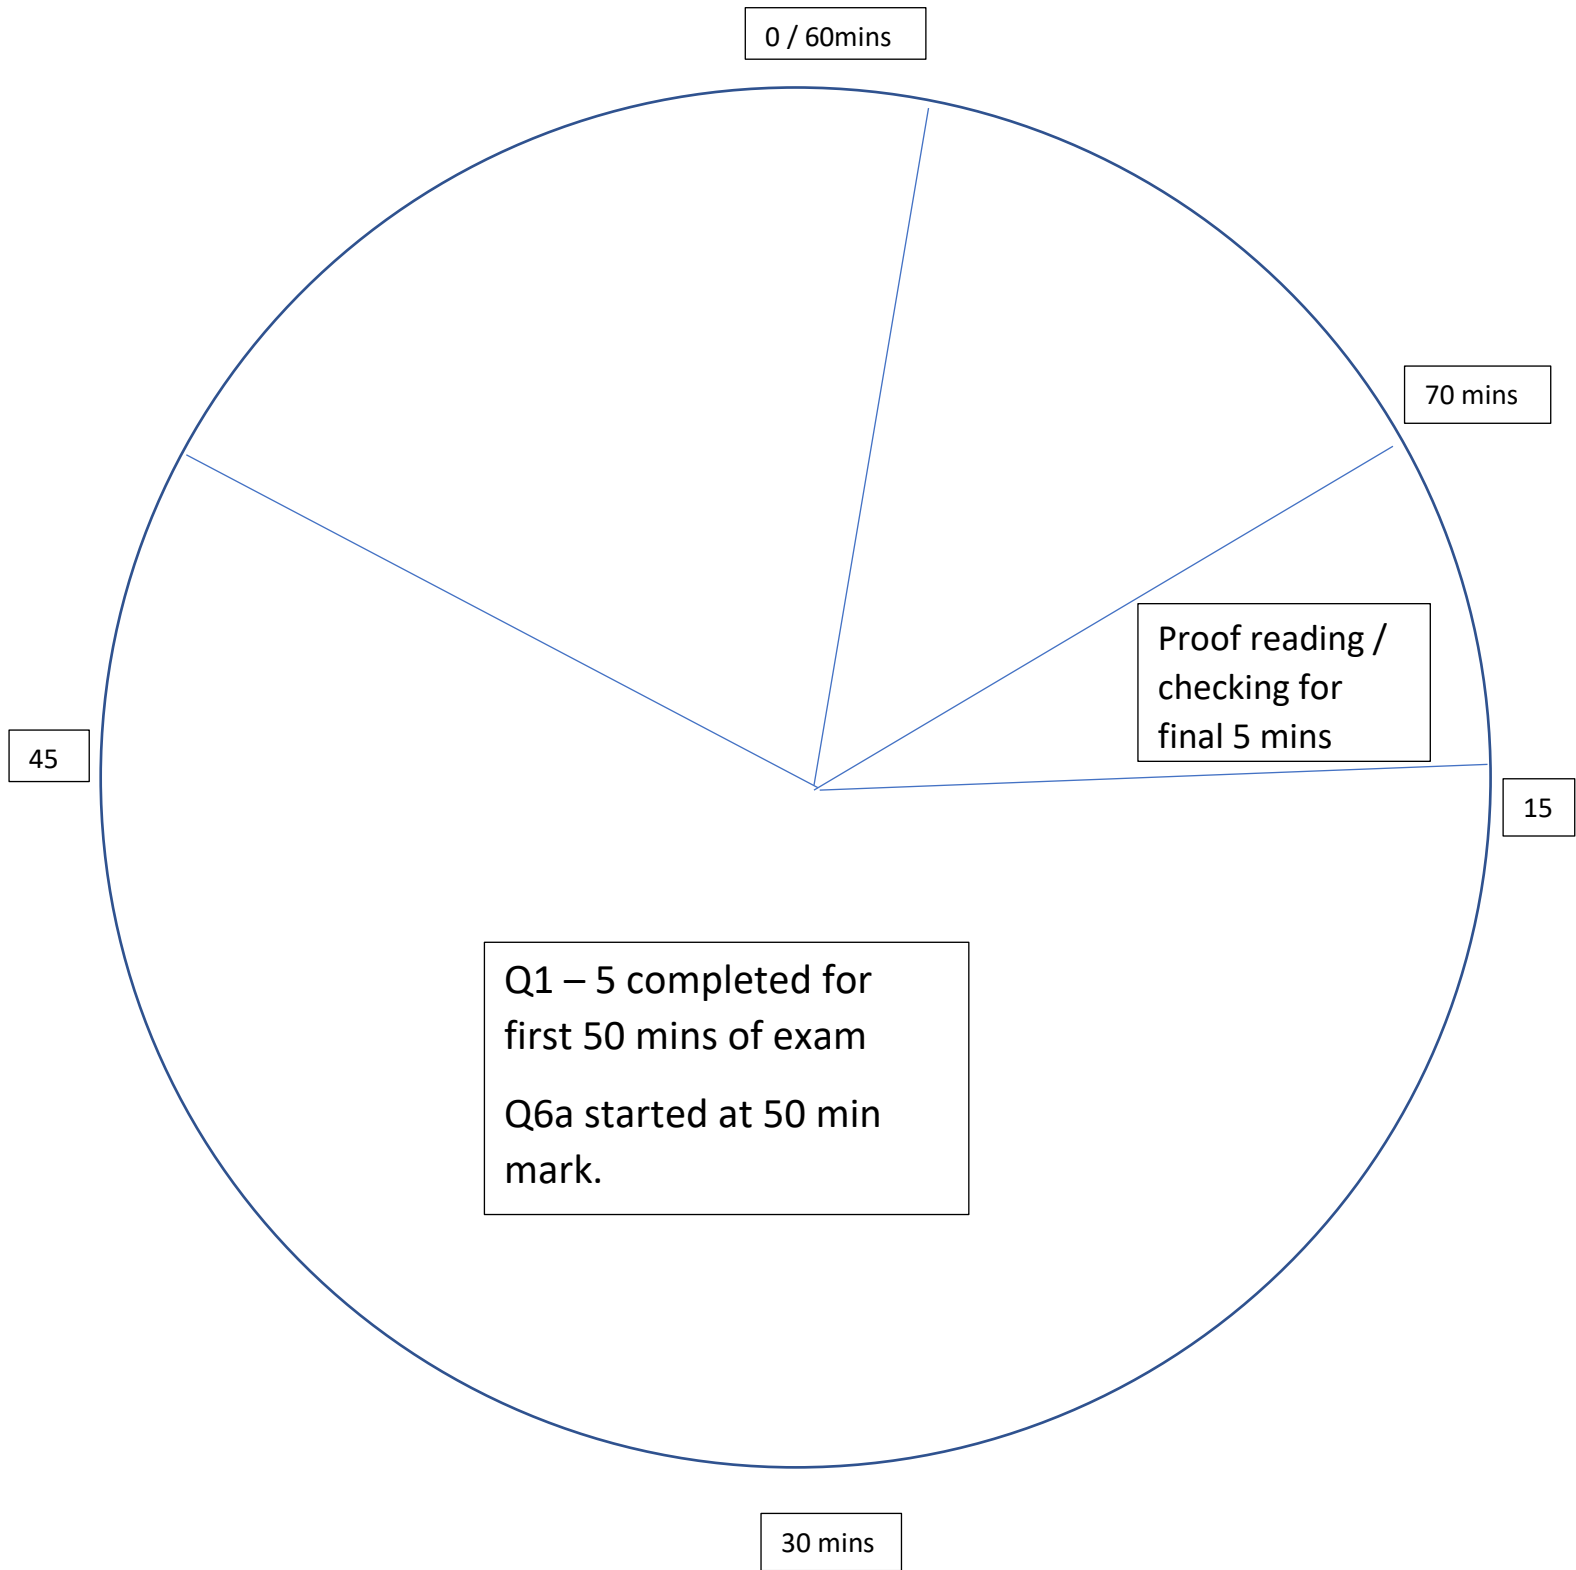 0 / 60mins
70 mins
Proof reading /
checking for
final 5 mins
45
15
Q1 – 5 completed for
first 50 mins of exam
Q6a started at 50 min
mark.
30 mins